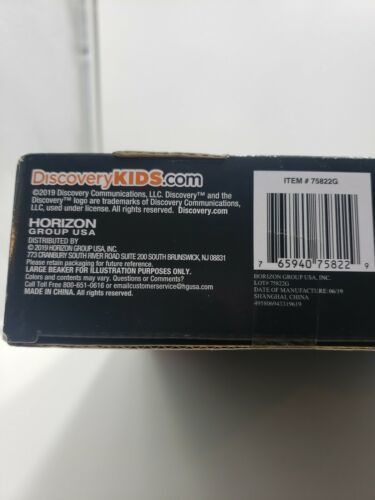 DiscoveryKIDS.com
©2019 Discovery Communications, LLC. Discovery™ and the
Discovery™ logo are trademarks of Discovery Communications,
LLC, used under license. All rights reserved. Discovery.com
HORIZON
GROUP USA
DISTRIBUTED BY
© 2019 HORIZON GROUP USA, INC.
773 CRANBURY SOUTH RIVER ROAD SUITE 200 SOUTH BRUNSWICK, NJ 08831
Please retain packaging for future reference.
LARGE BEAKER FOR ILLUSTRATION PURPOSES ONLY.
Colors and contents may vary. Questions or Comments?
Call Toll Free 800-651-0616 or emailcustomerservice@hgusa.com
MADE IN CHINA. All rights reserved.
ITEM # 75822G
7 65940 75822 9
HORIZON GROUP USA, INC.
LOT# 75822G
DATE OF MANUFACTURE: 06/19
SHANGHAI, CHINA